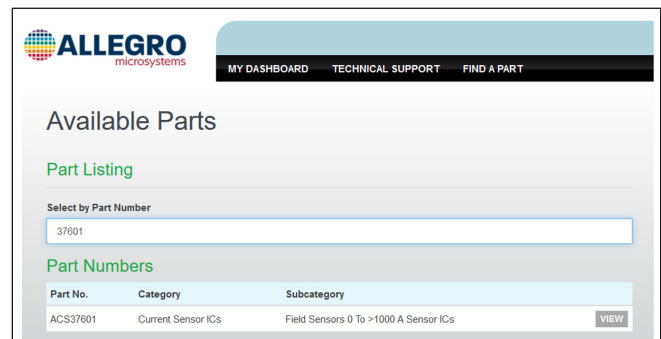 ALLEGRO
microsystems
MY DASHBOARD TECHNICAL SUPPORT FIND A PART
Available Parts
Part Listing
Select by Part Number
37601
Part Numbers
Part No. Category Subcategory
ACS37601 Current Sensor ICs Field Sensors 0 To >1000 A Sensor ICs VIEW